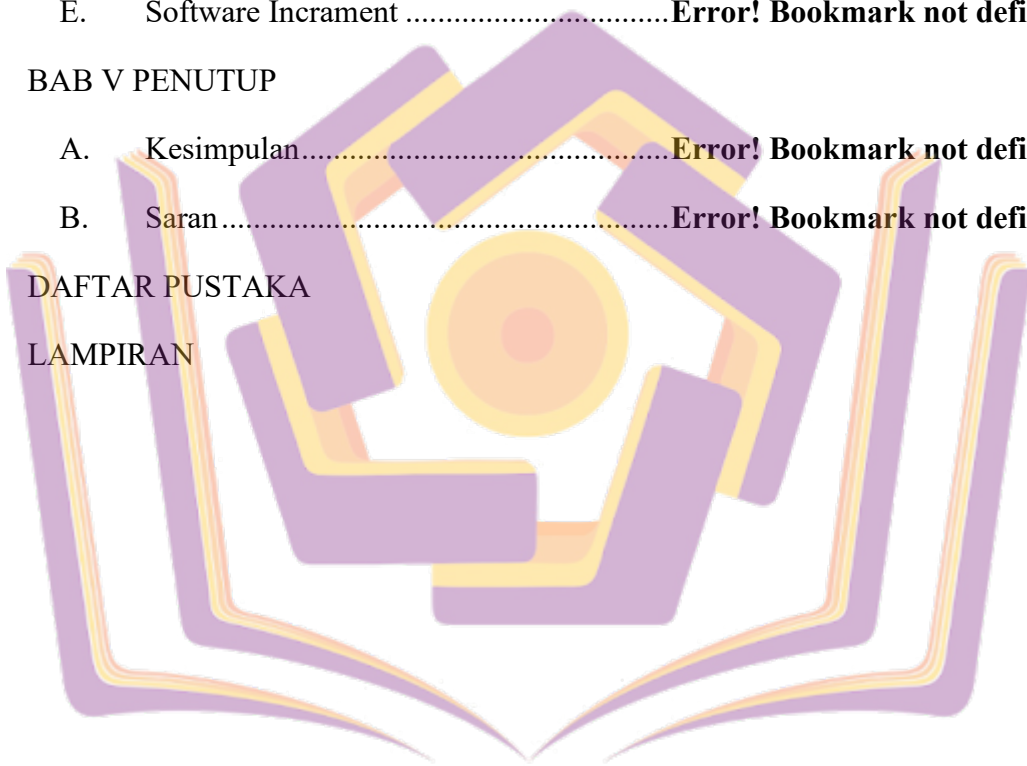 E. Software Incrament ................................. Error! Bookmark not defi
BAB V PENUTUP
A. Kesimpulan.............................................. Error! Bookmark not defi
B. Saran........................................................ Error! Bookmark not defi
DAFTAR PUSTAKA
LAMPIRAN